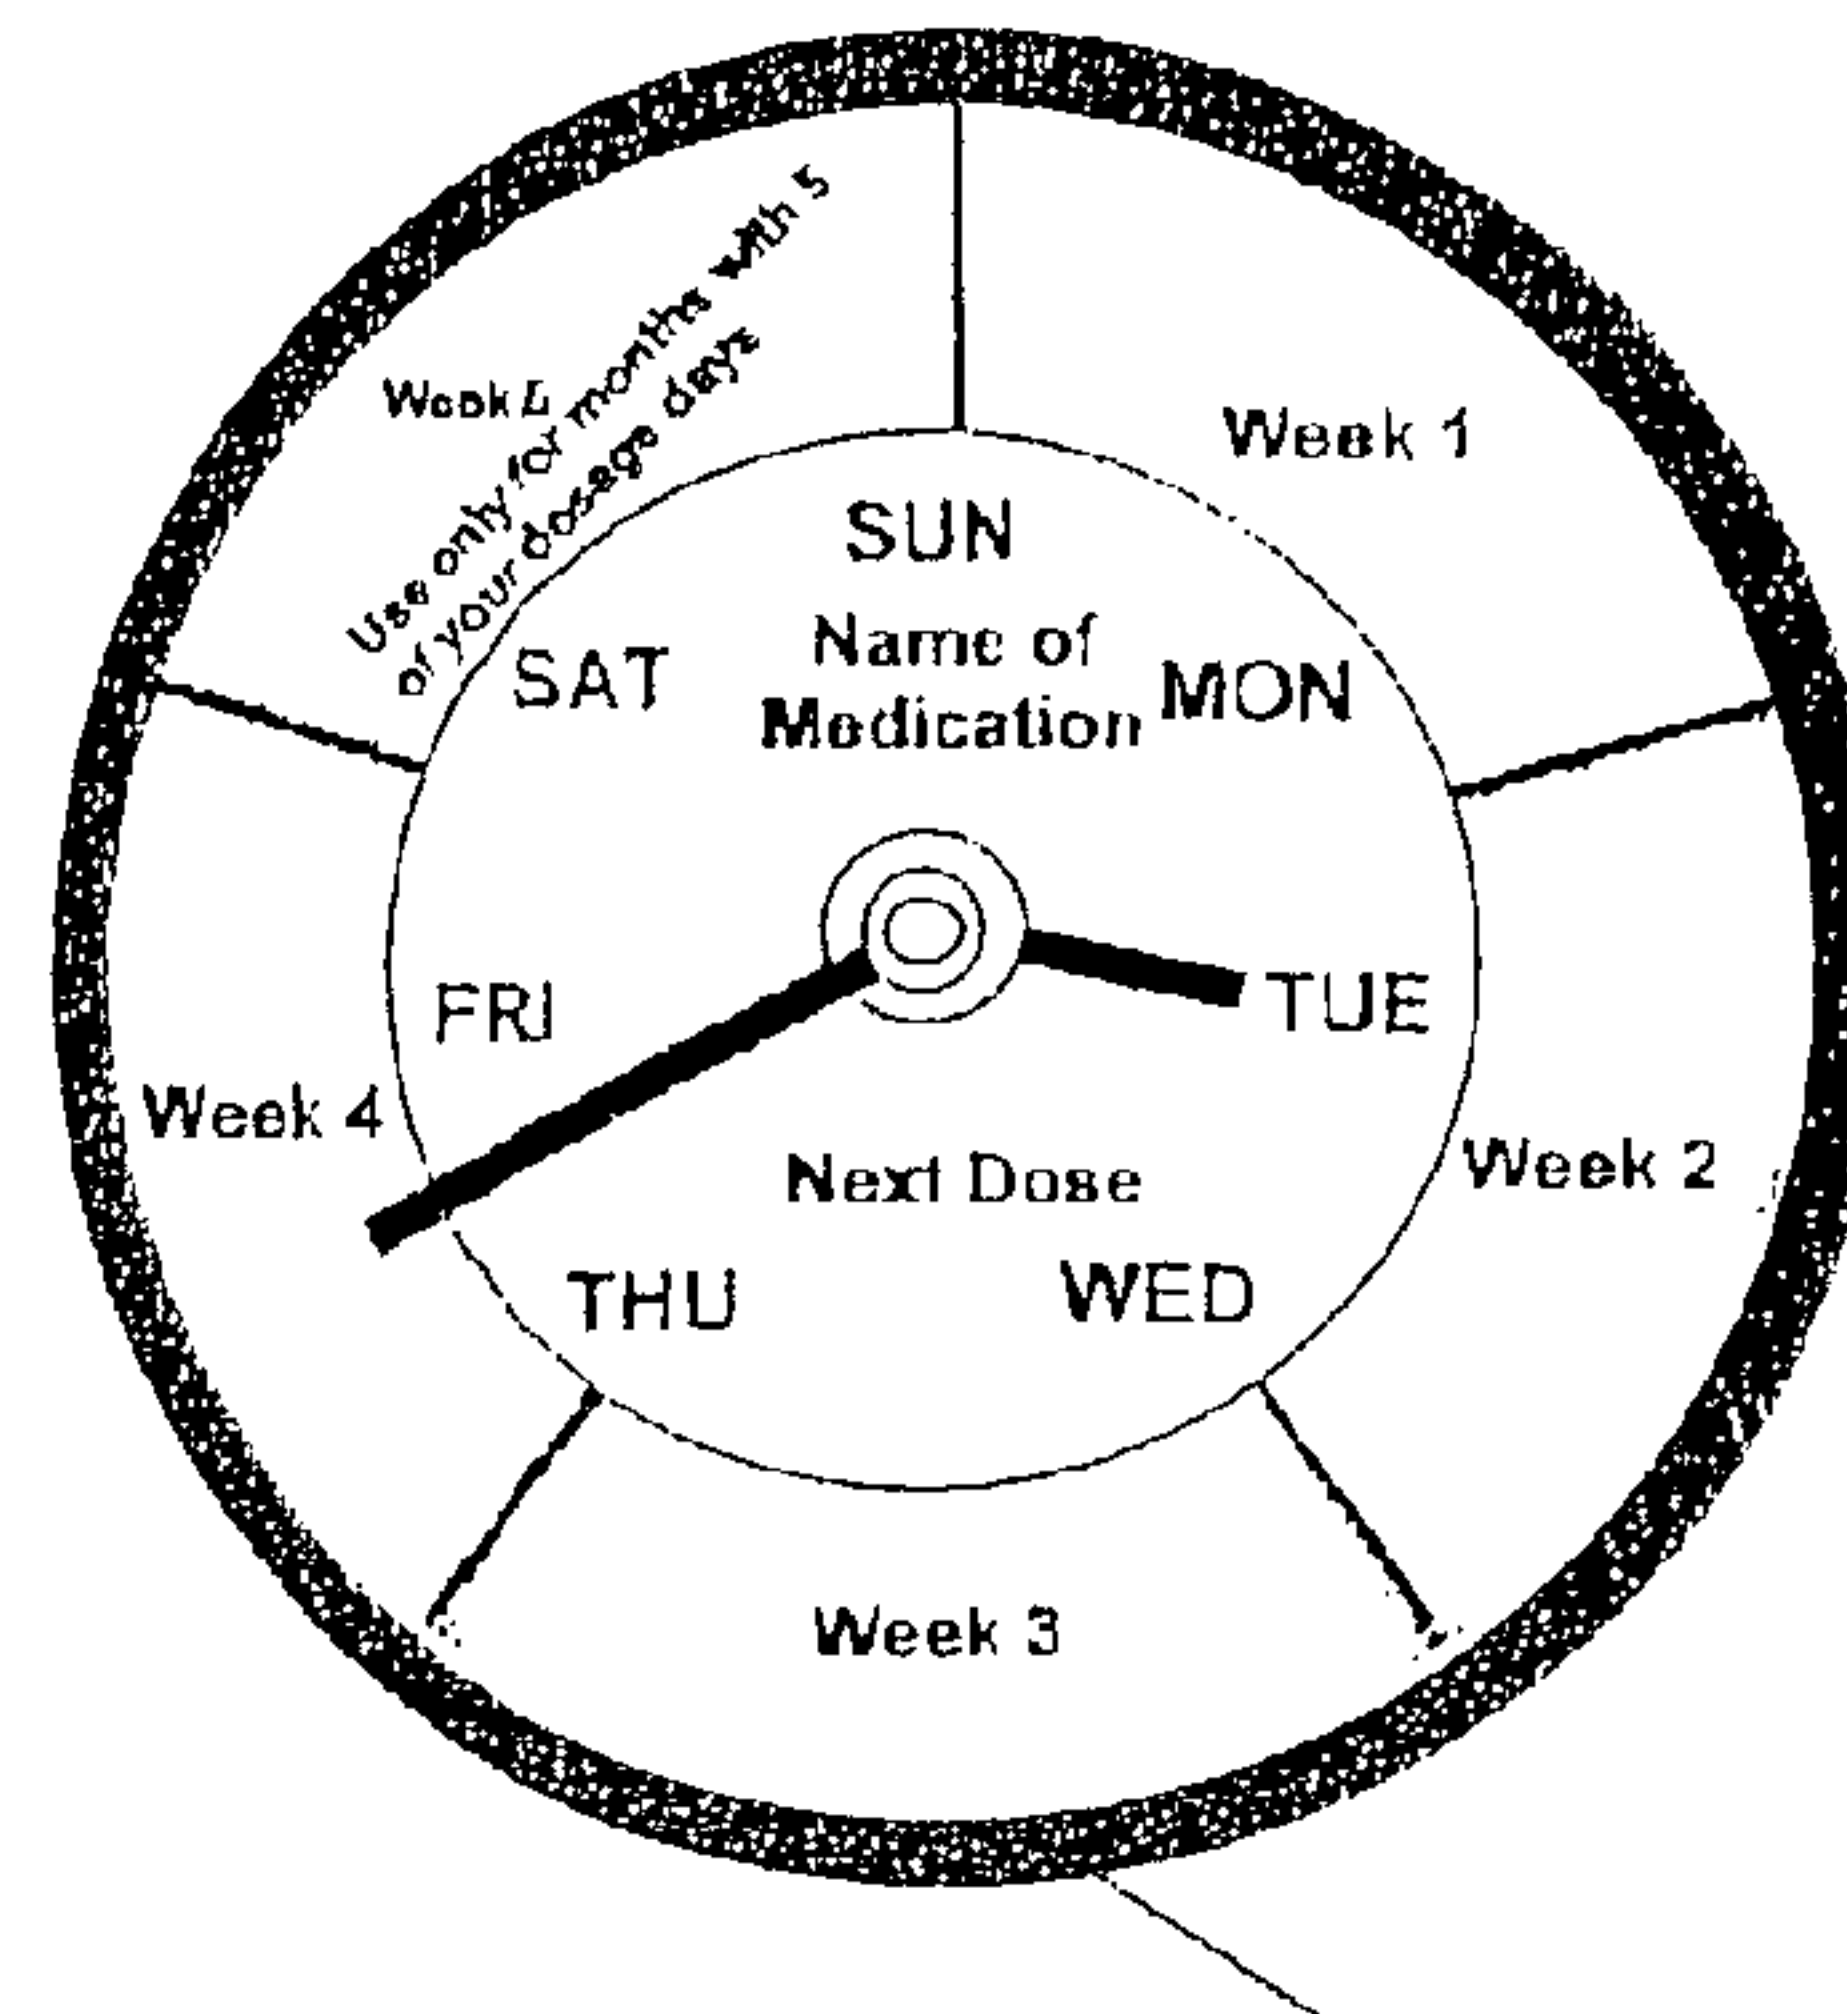 Week 5
Use only for months with 5
of your dosage days
Week 1
SUN
Name of
Medication
SAT
MON
FRI
TUE
Week 4
Next Dose
Week 2
THU
WED
Week 3